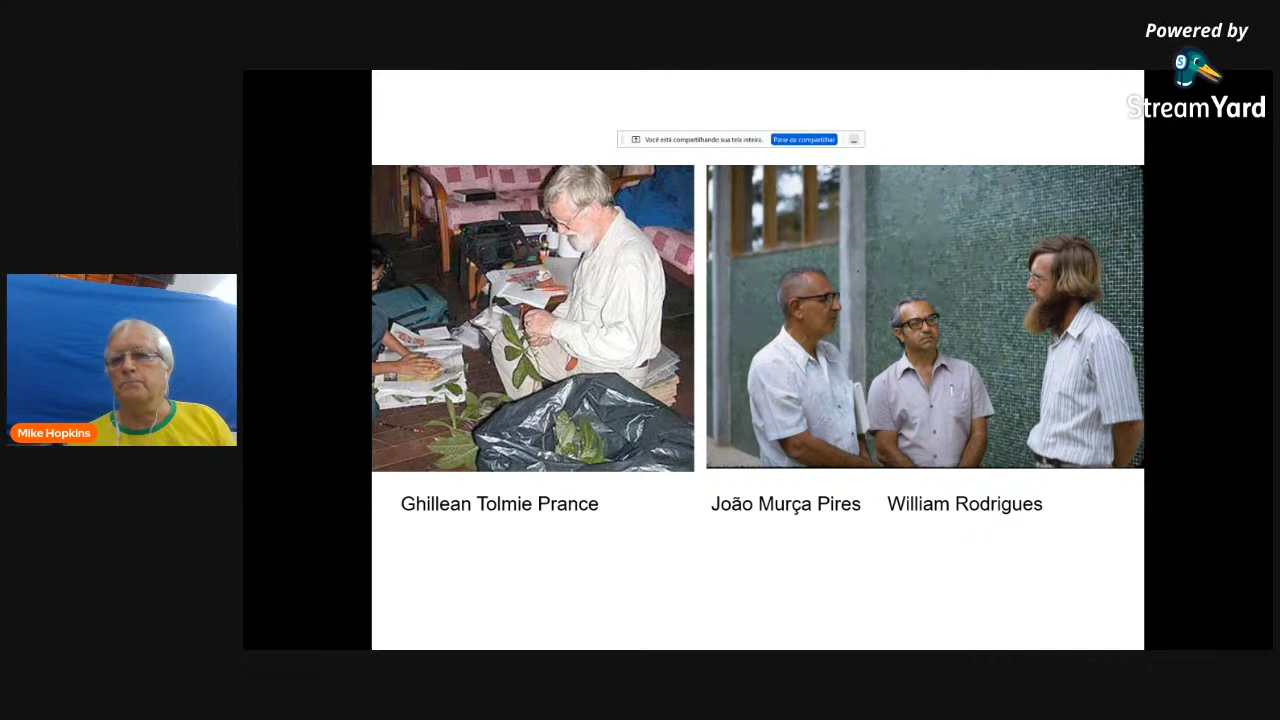 Powered by
StreamYard
Você está compartilhando sua tela inteira. Parar de compartilhar
Mike Hopkins
Ghillean Tolmie Prance
João Murça Pires William Rodrigues